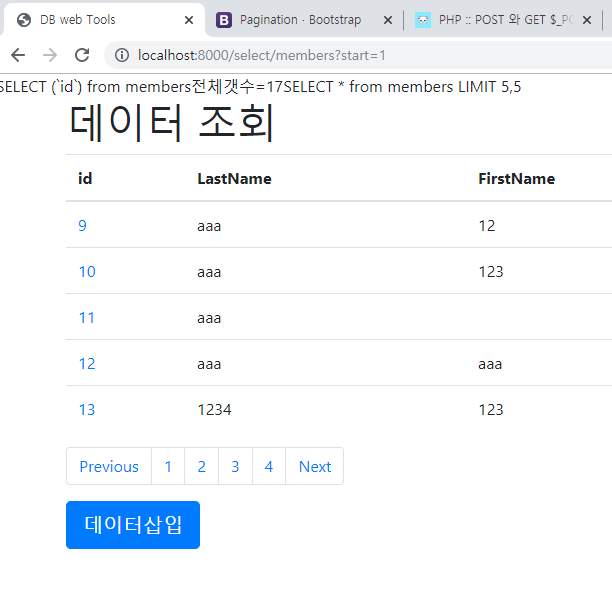 DB web Tools
Pagination · Bootstrap
PHP :: POST 와 GET $_PC
localhost:8000/select/members?start=1
SELECT (`id`) from members전체갯수=17SELECT * from members LIMIT 5,5
데이터 조회
id LastName FirstName
9 aaa 12
10 aaa 123
11 aaa
12 aaa aaa
13 1234 123
Previous 1 2 3 4 Next
데이터삽입